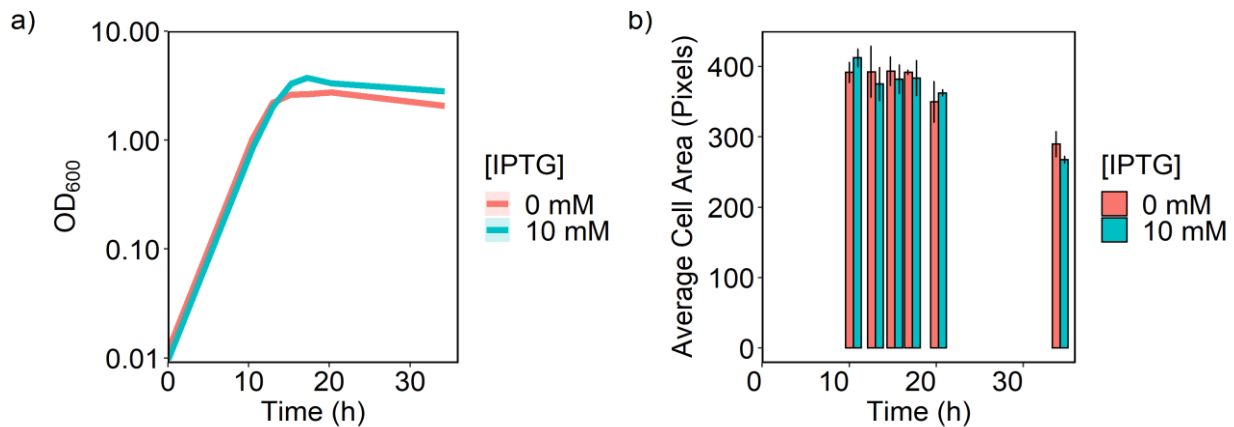 a)
10.00
1.00
0.10
0.01
OD600
0 10 20 30
Time (h)
[IPTG]
0 mM
10 mM
b)
400
300
200
100
0
Average Cell Area (Pixels)
0 10 20 30
Time (h)
[IPTG]
0 mM
10 mM